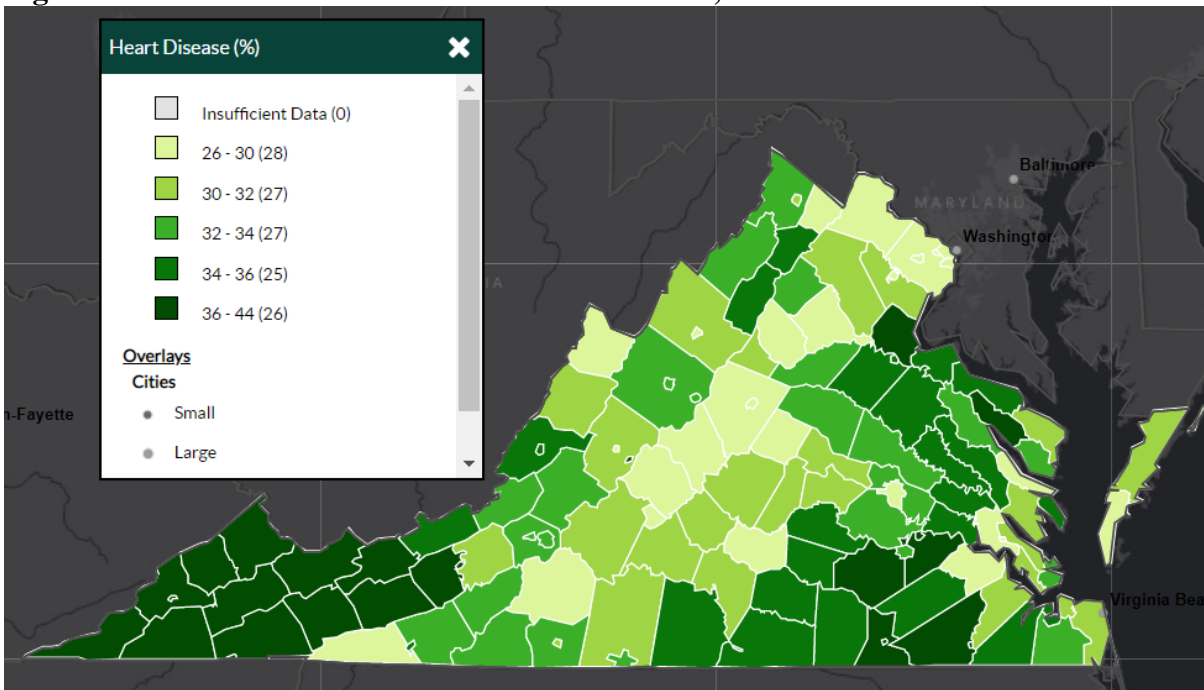 Heart Disease (%)
Insufficient Data (0)
26 - 30 (28)
30 - 32 (27)
32 - 34 (27)
34 - 36 (25)
36 - 44 (26)
Overlays
Cities
Small
Large
Baltimore
MARYLAND
Washington
IA
n-Fayette
Virginia Bea